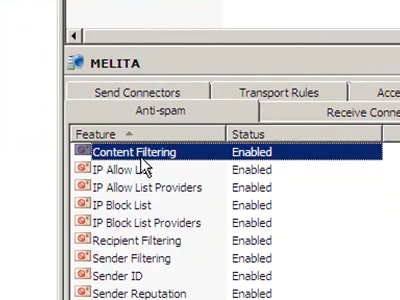 MELITA
Send Connectors Transport Rules Acce
Anti-spam Receive Conne
Feature Status
Content Filtering Enabled
IP Allow List Enabled
IP Allow List Providers Enabled
IP Block List Enabled
IP Block List Providers Enabled
Recipient Filtering Enabled
Sender Filtering Enabled
Sender ID Enabled
Sender Reputation Enabled